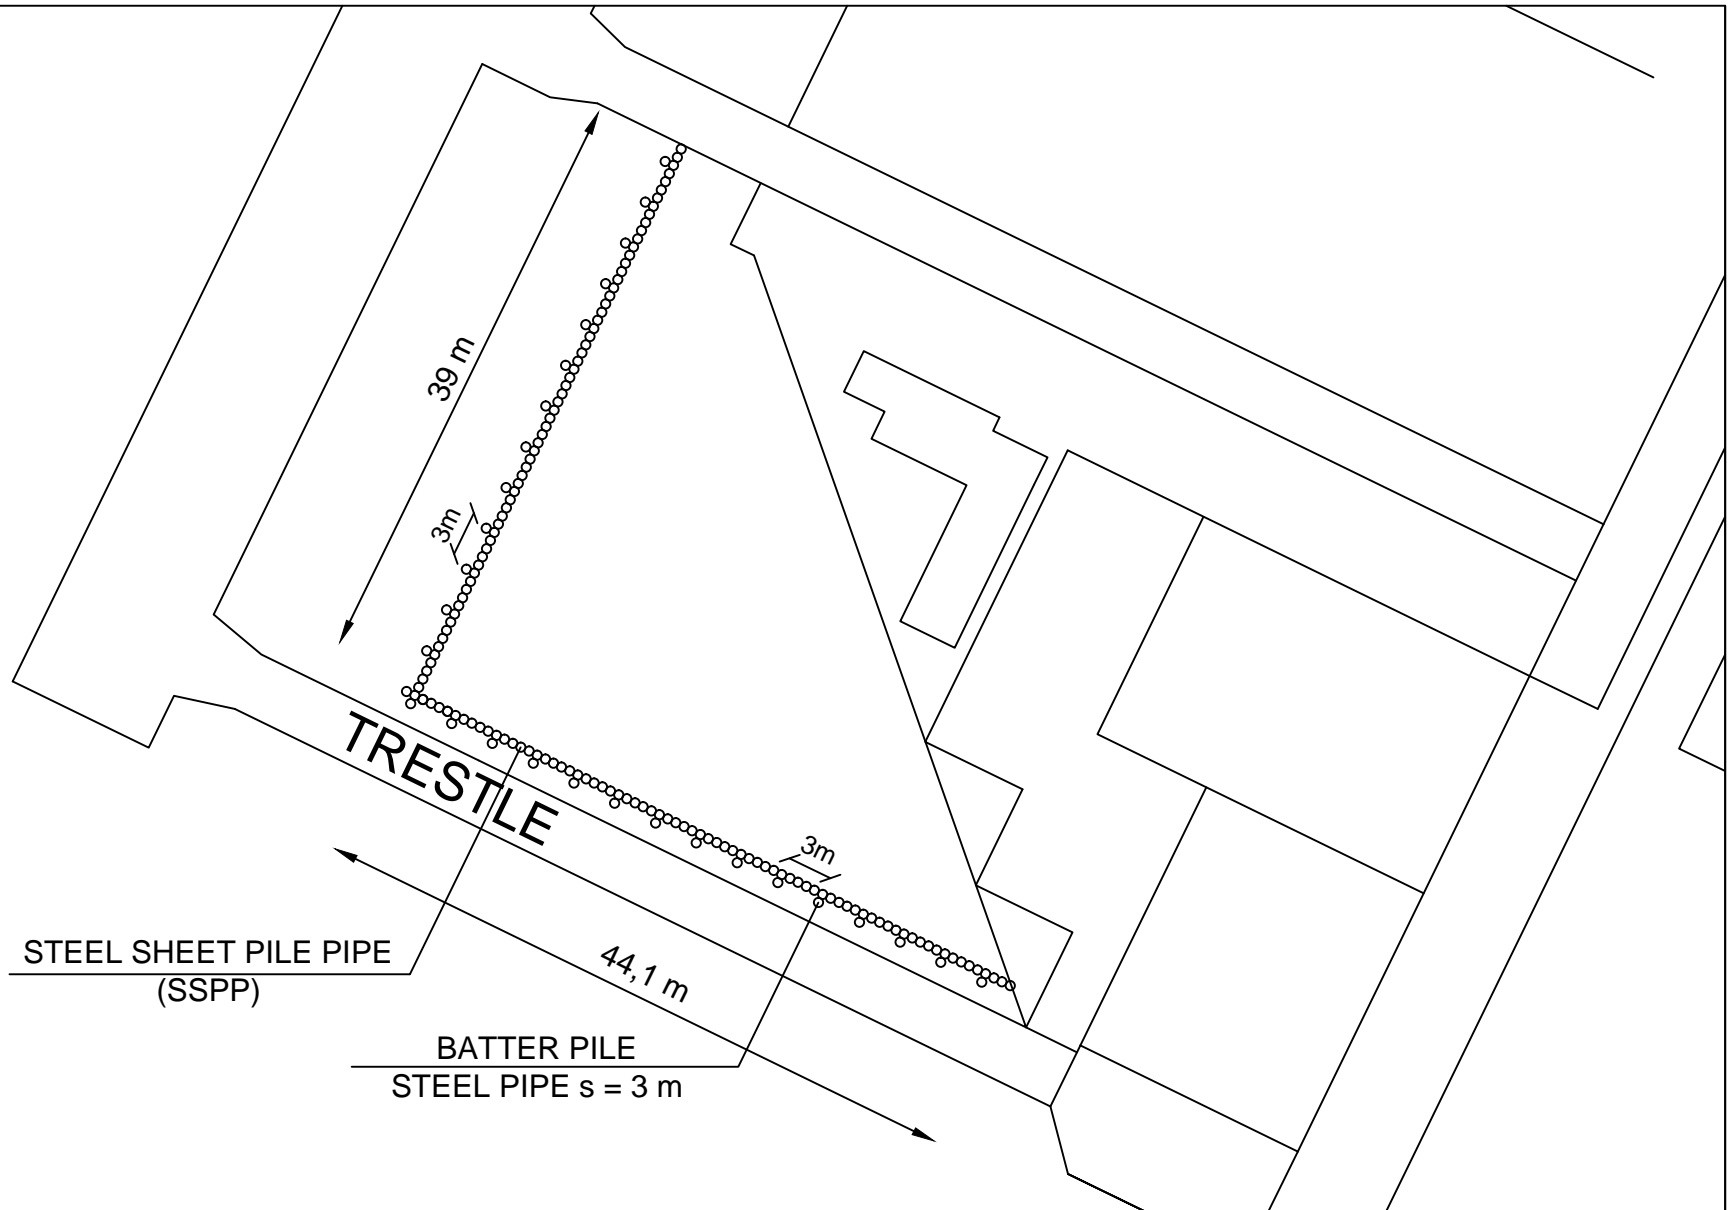 39 m
3m
TRESTLE
3m
STEEL SHEET PILE PIPE
(SSPP)
44,1 m
BATTER PILE
STEEL PIPE s = 3 m